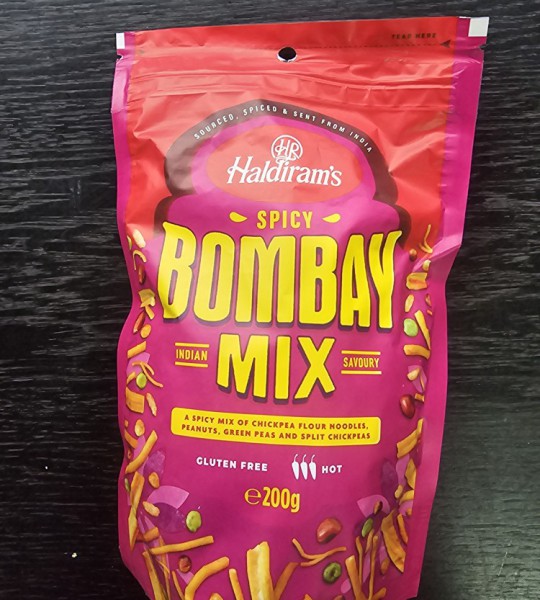 TEAR HERE
SOURCED, SPICED & SENT FROM INDIA
HR
Haldiram's
SPICY
BOMBAY
INDIAN MIX SAVOURY
A SPICY MIX OF CHICKPEA FLOUR NOODLES,
PEANUTS, GREEN PEAS AND SPLIT CHICKPEAS
GLUTEN FREE HOT
℮200g